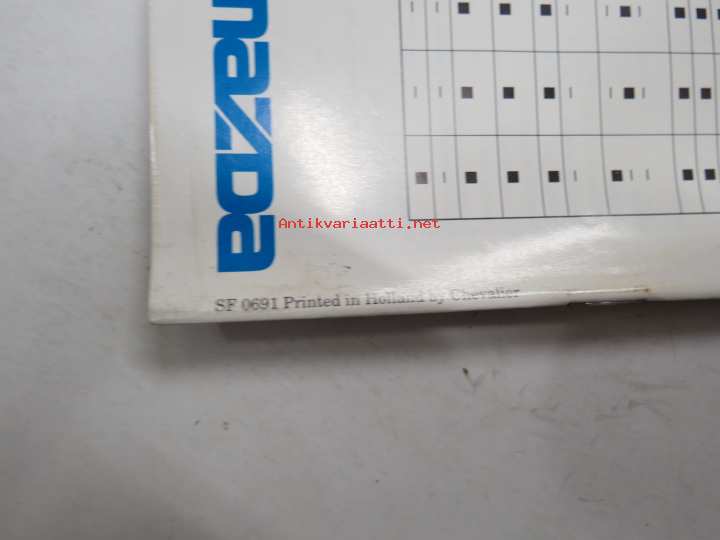 mazda
Antikvariaatti.net
SF 0691 Printed in Holland by Chevalier